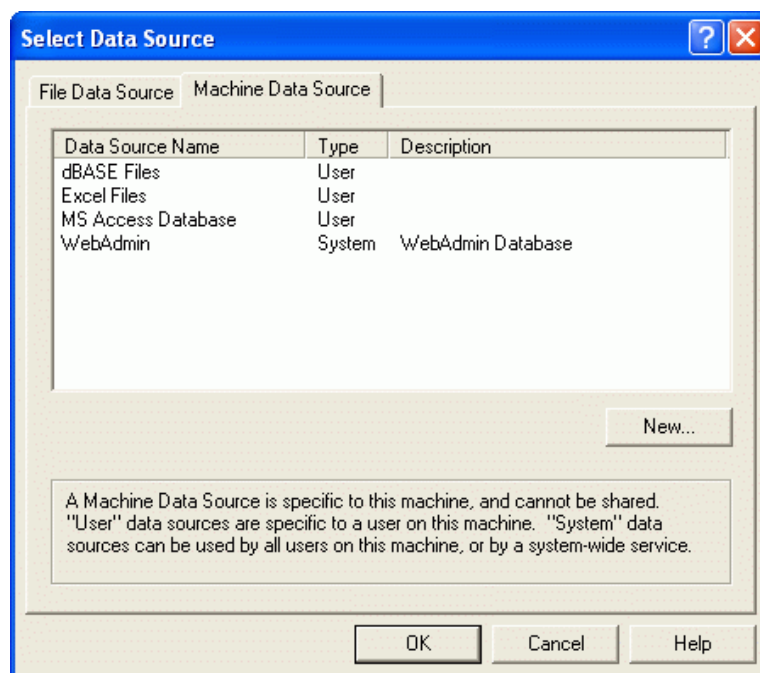 Select Data Source
File Data Source Machine Data Source
Data Source Name Type Description
dBASE Files User
Excel Files User
MS Access Database User
WebAdmin System WebAdmin Database
New...
A Machine Data Source is specific to this machine, and cannot be shared.
"User" data sources are specific to a user on this machine. "System" data
sources can be used by all users on this machine, or by a system-wide service.
OK Cancel Help